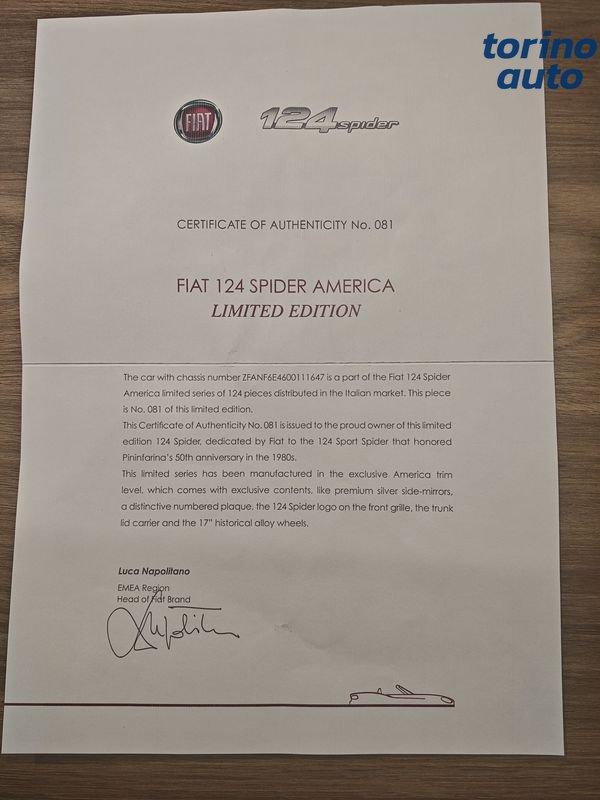 torino
auto
FIAT
124 spider
CERTIFICATE OF AUTHENTICITY No. 081
FIAT 124 SPIDER AMERICA
LIMITED EDITION
The car with chassis number ZFANF6E4600111647 is a part of the Fiat 124 Spider
America limited series of 124 pieces distributed in the Italian market. This piece
is No. 081 of this limited edition.
This Certificate of Authenticity No. 081 is issued to the proud owner of this limited
edition 124 Spider, dedicated by Fiat to the 124 Sport Spider that honored
Pininfarina's 50th anniversary in the 1980s.
This limited series has been manufactured in the exclusive America trim
level, which comes with exclusive contents, like premium silver side-mirrors,
a distinctive numbered plaque, the 124 Spider logo on the front grille, the trunk
lid carrier and the 17" historical alloy wheels.
Luca Napolitano
EMEA Region
Head of Fiat Brand